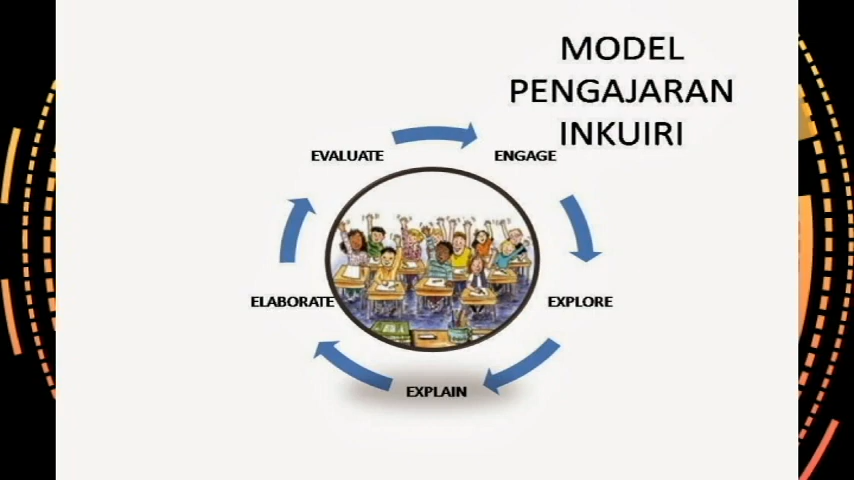 MODEL
PENGAJARAN
INKUIRI
EVALUATE
ENGAGE
ELABORATE
EXPLORE
EXPLAIN